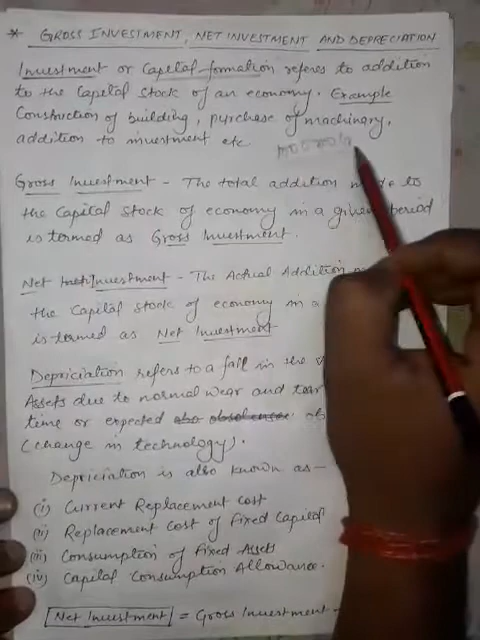 * GROSS INVESTMENT, NET INVESTMENT AND DEPRECIATION
Investment or Capital formation referes to addition
to the Capital Stock of an economy. Example
Construction of building, purchase of machinary,
addition to investment etc
Gross Investment - The total addition made to
the Capital Stock of economy in a given period
is termed as Gross Investment.
Net Investment - The Actual Addition
the Capital Stock of economy in a
is termed as Net Investment
Depriciation refers to a fall in the
Assets due to normal wear and tear
time or expected
(change in technology).
Depriciation is also known as—
(i) Current Replacement Cost
(ii) Replacement Cost of Fixed Capital
(iii) Consumption of Fixed Assets
(iv) Capital Consumption Allowance.
Net Investment = Gross Investment -